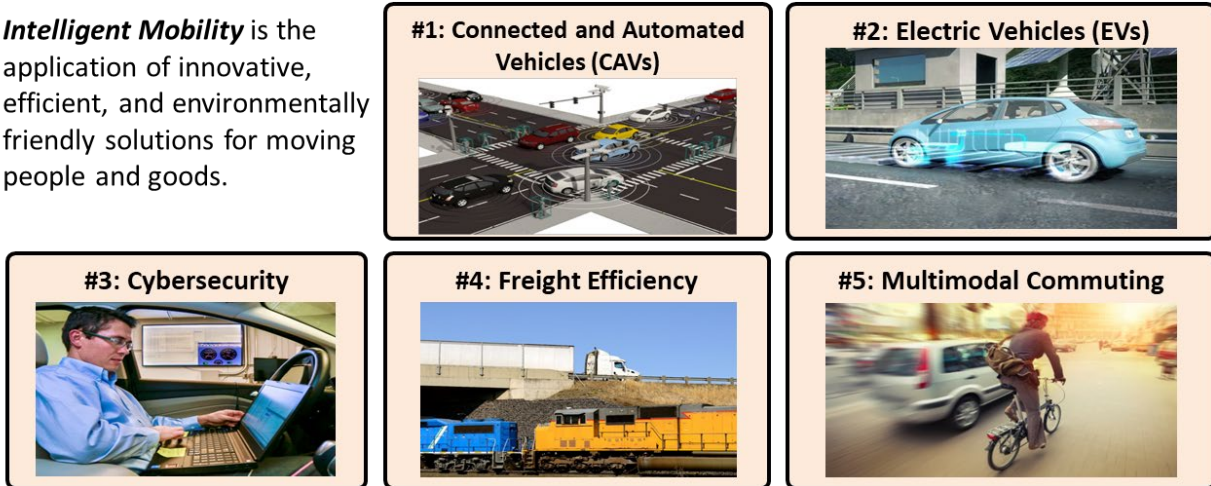 Intelligent Mobility is the
application of innovative,
efficient, and environmentally
friendly solutions for moving
people and goods.
#1: Connected and Automated
Vehicles (CAVs)
#2: Electric Vehicles (EVs)
#3: Cybersecurity
#4: Freight Efficiency
#5: Multimodal Commuting